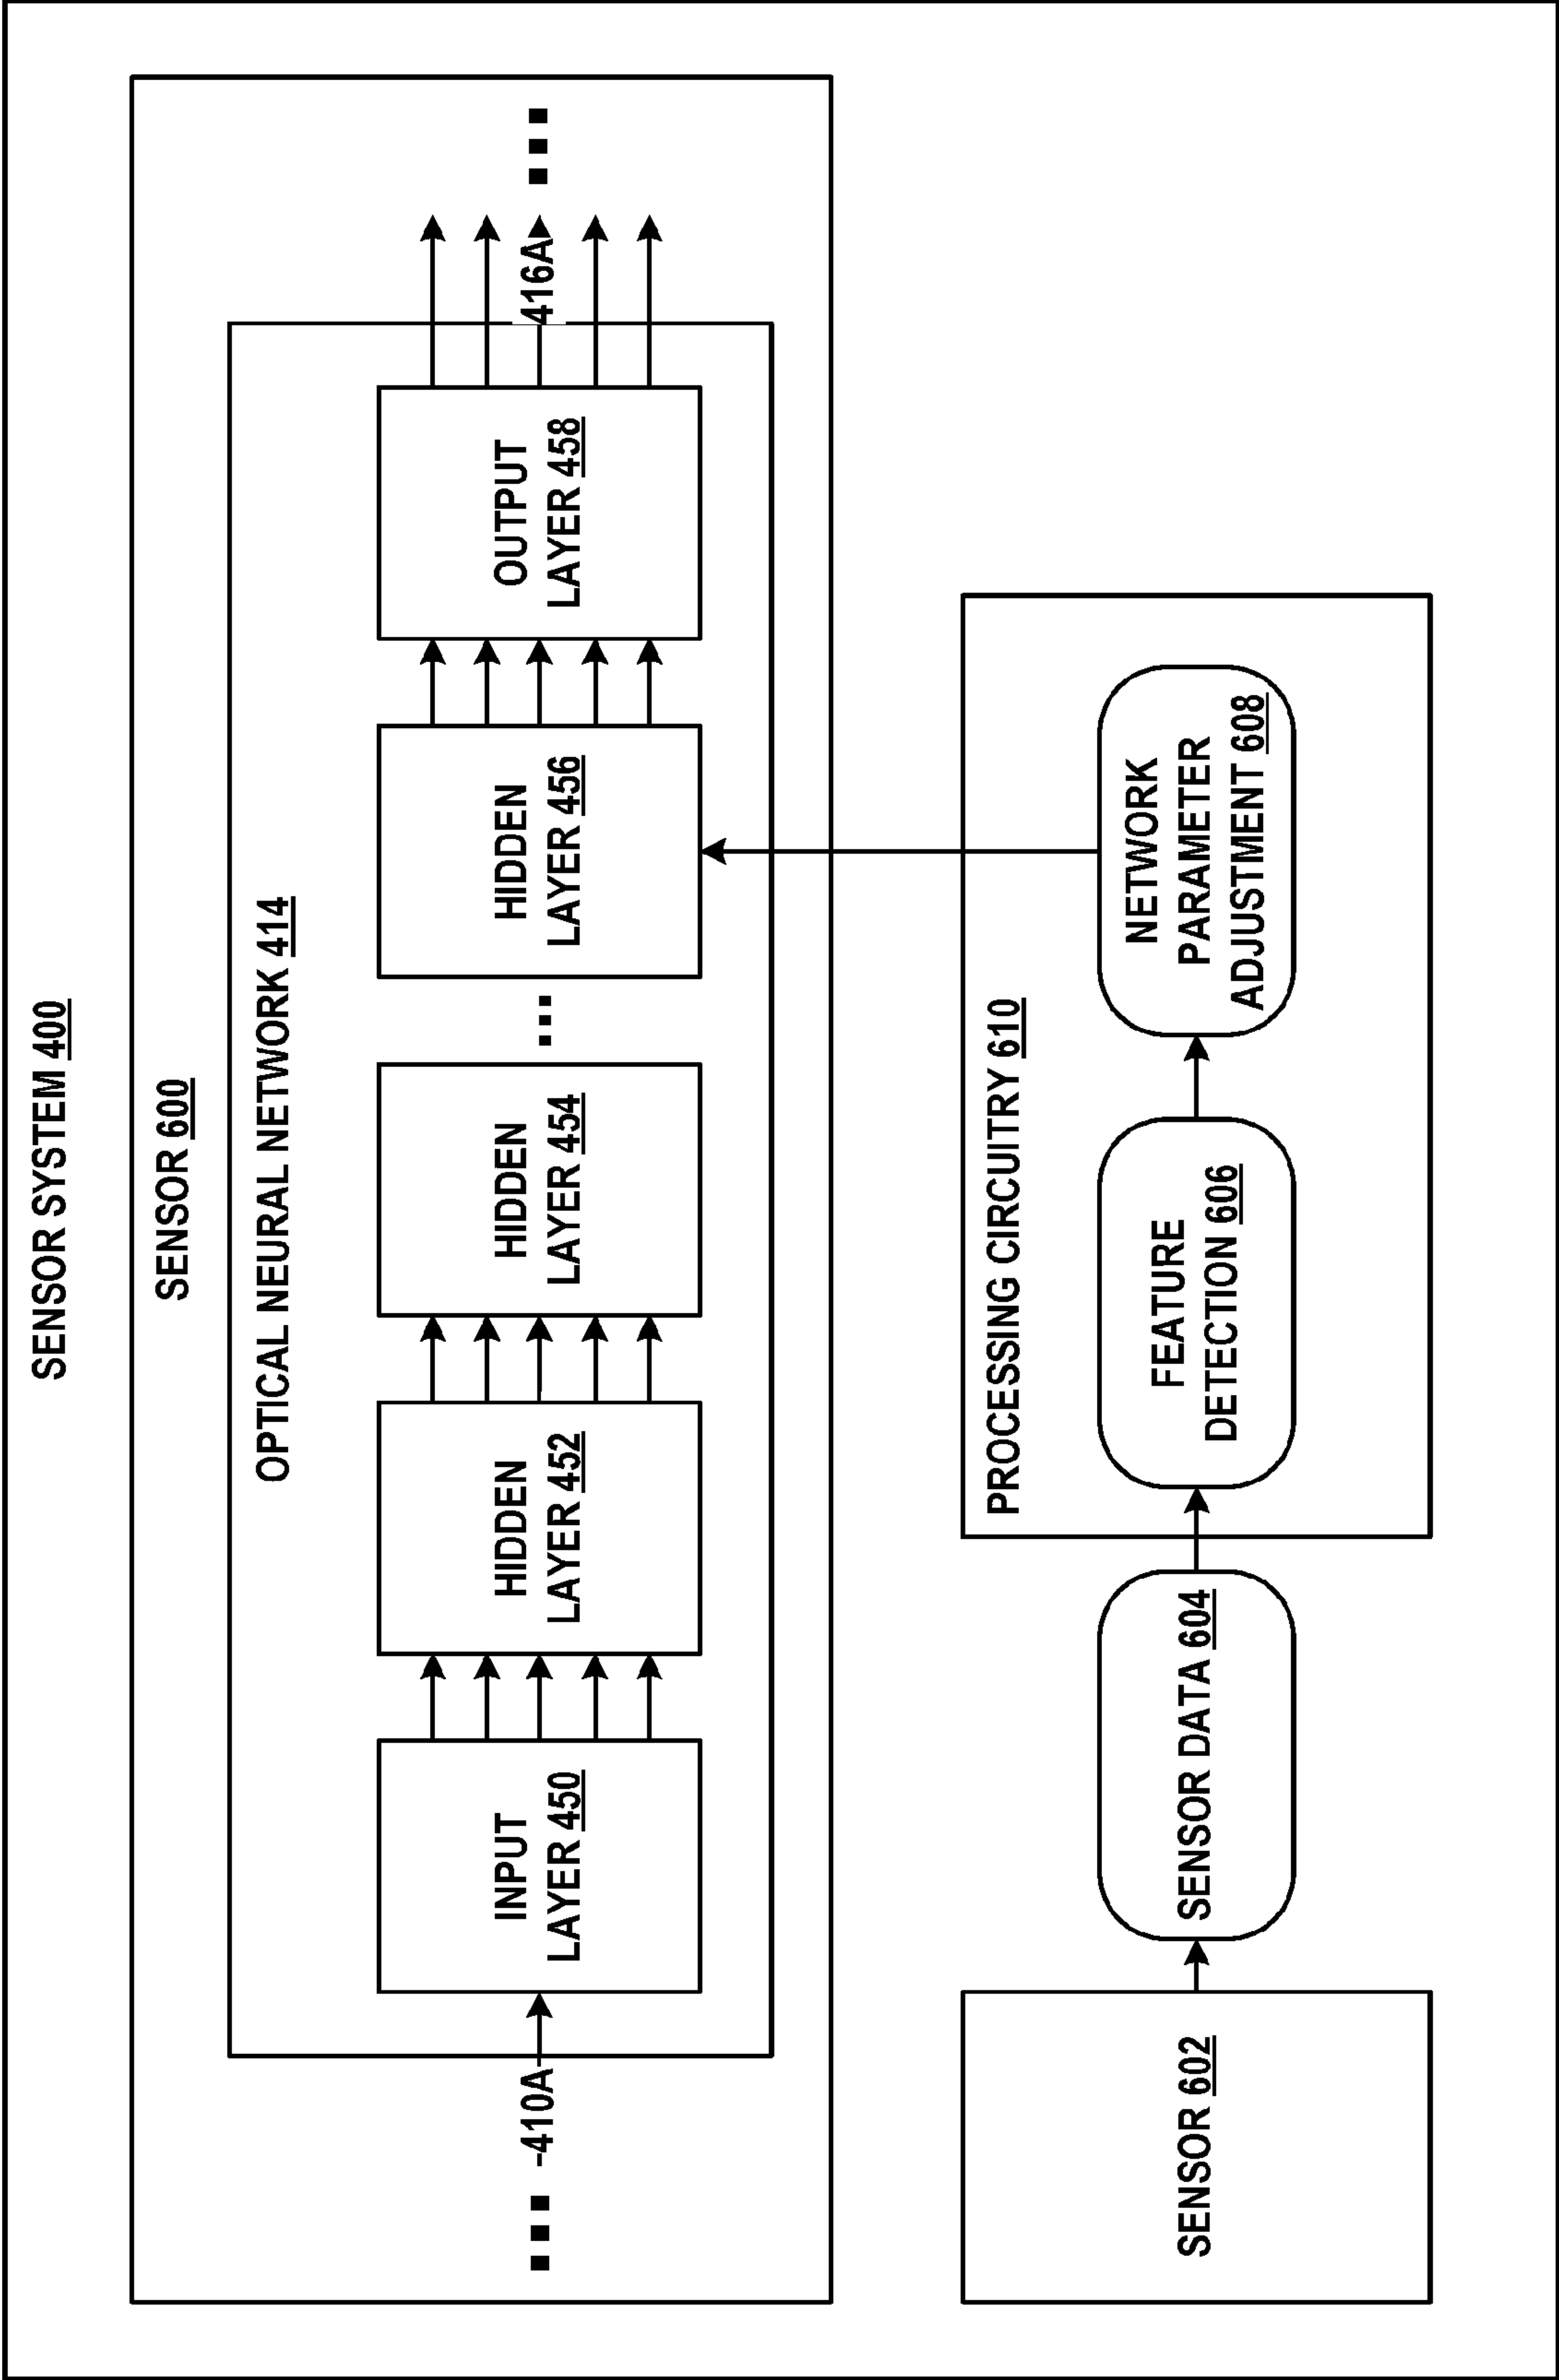 SENSOR SYSTEM 400
SENSOR 600
OPTICAL NEURAL NETWORK 414
410A
INPUT
LAYER 450
HIDDEN
LAYER 452
HIDDEN
LAYER 454
HIDDEN
LAYER 456
OUTPUT
LAYER 458
416A
SENSOR 602
SENSOR DATA 604
PROCESSING CIRCUITRY 610
FEATURE
DETECTION 606
NETWORK
PARAMETER
ADJUSTMENT 608